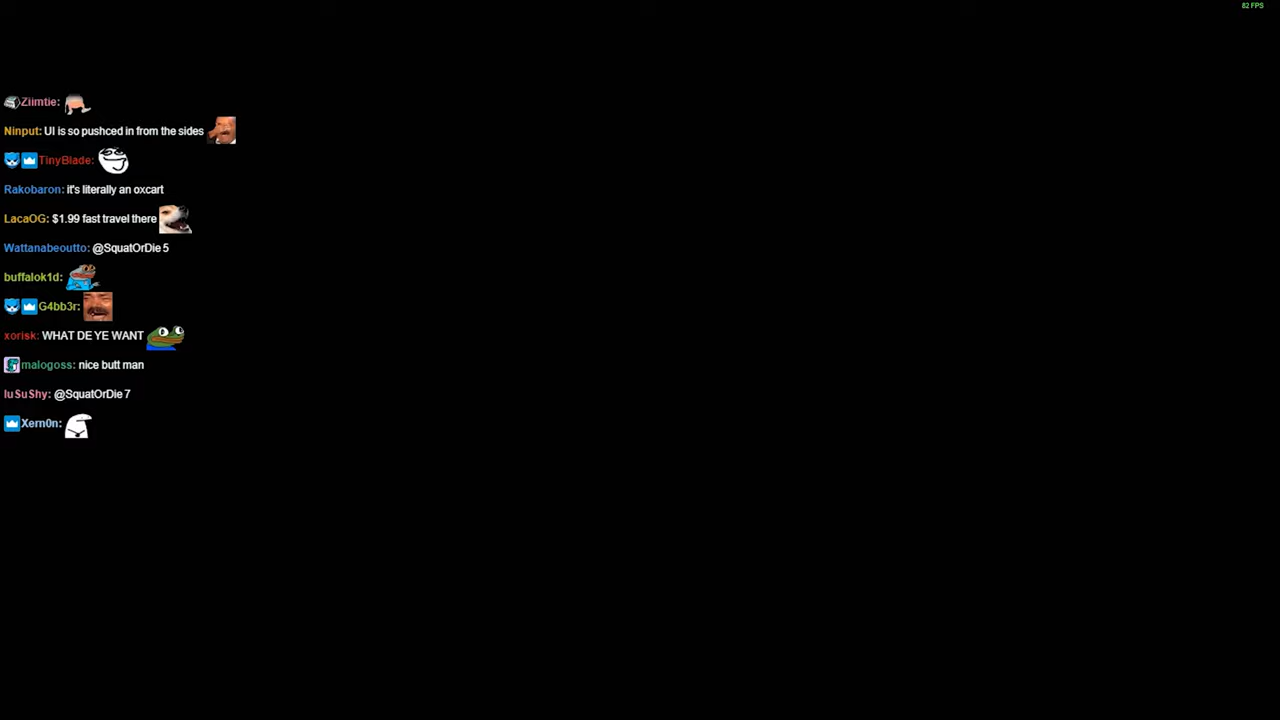 82 FPS
Ziimtie:
Ninput: UI is so pushced in from the sides
TinyBlade:
Rakobaron: it's literally an oxcart
LacaOG: $1.99 fast travel there
Wattanabeoutto: @SquatOrDie 5
buffalok1d:
G4bb3r:
xorisk: WHAT DE YE WANT
malogoss: nice butt man
luSuShy: @SquatOrDie 7
Xern0n: